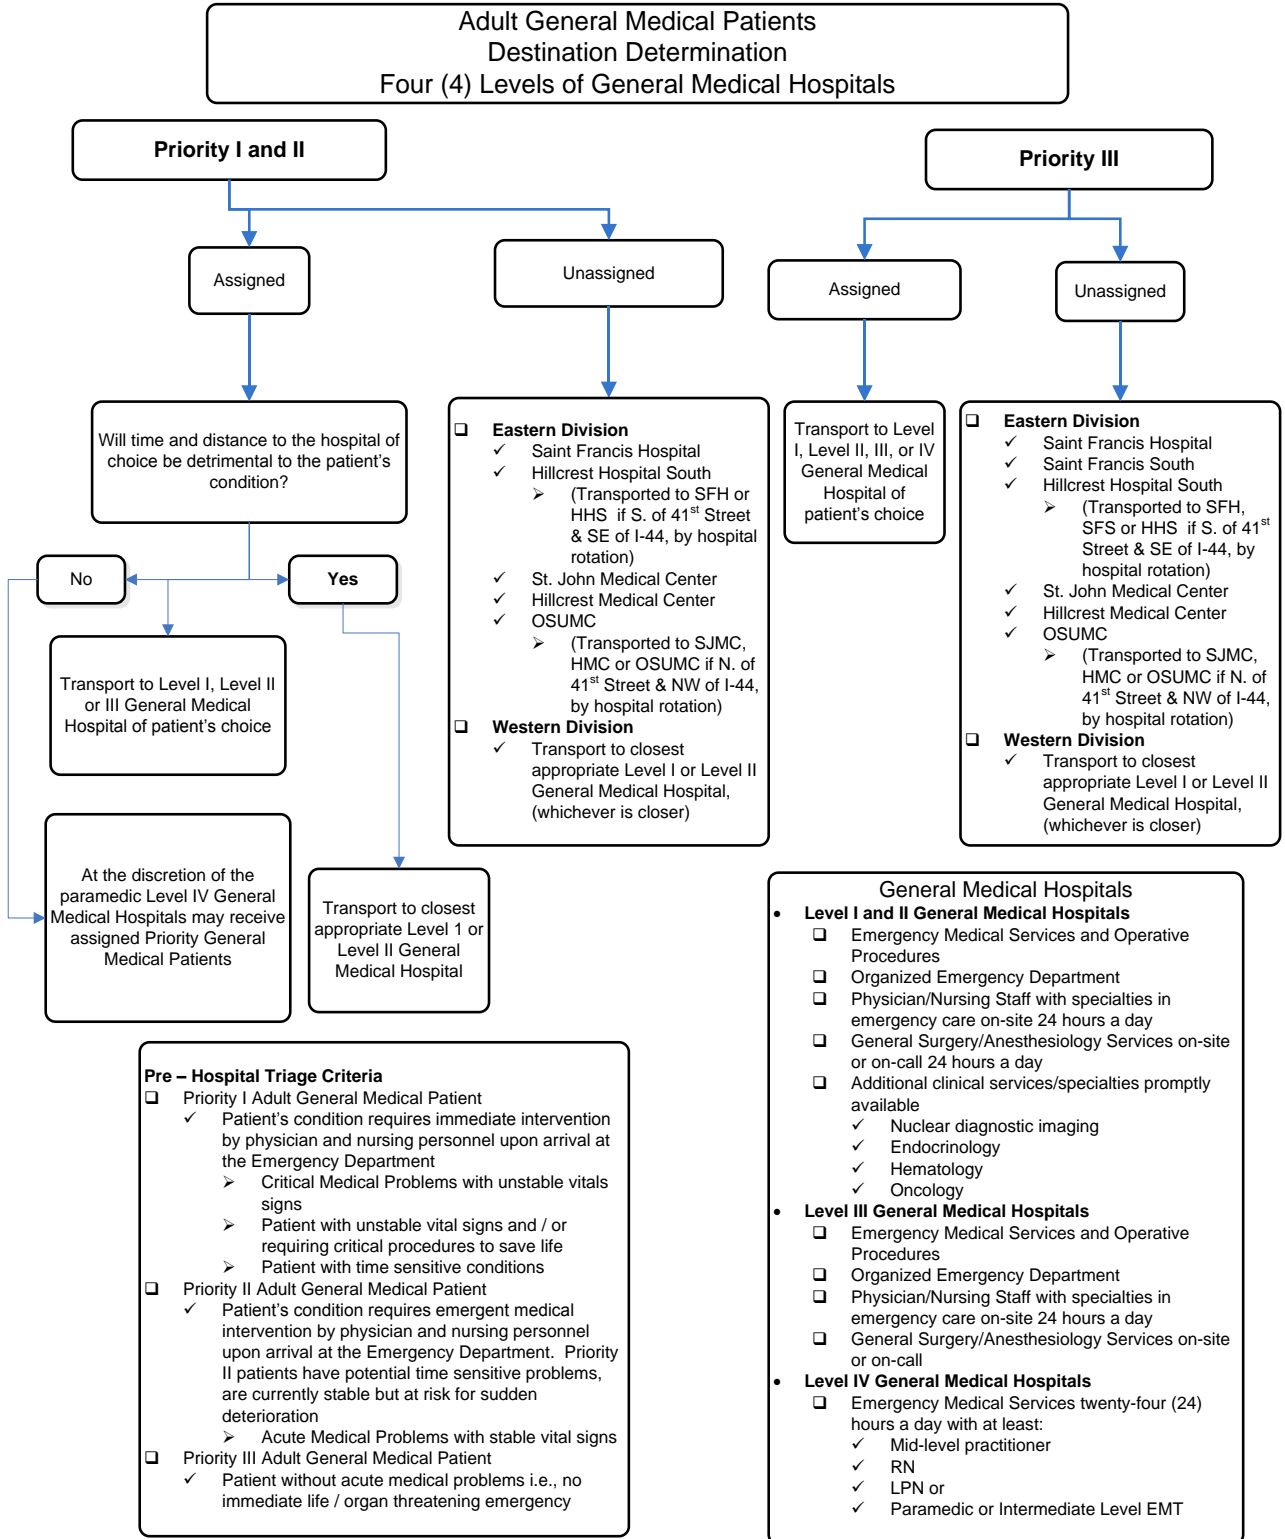 Adult General Medical Patients
Destination Determination
Four (4) Levels of General Medical Hospitals
Priority I and II
Priority III
Assigned
Unassigned
Assigned
Unassigned
Will time and distance to the hospital of
choice be detrimental to the patient's
condition?
No
Yes
Transport to Level I, Level II
or III General Medical
Hospital of patient's choice
At the discretion of the
paramedic Level IV General
Medical Hospitals may receive
assigned Priority General
Medical Patients
Transport to closest
appropriate Level 1 or
Level II General
Medical Hospital
❑ Eastern Division
✓ Saint Francis Hospital
✓ Hillcrest Hospital South
➢ (Transported to SFH or
HHS if S. of 41st Street
& SE of I-44, by hospital
rotation)
✓ St. John Medical Center
✓ Hillcrest Medical Center
✓ OSUMC
➢ (Transported to SJMC,
HMC or OSUMC if N. of
41st Street & NW of I-44,
by hospital rotation)
❑ Western Division
✓ Transport to closest
appropriate Level I or Level II
General Medical Hospital,
(whichever is closer)
Transport to Level
I, Level II, III, or IV
General Medical
Hospital of
patient's choice
❑ Eastern Division
✓ Saint Francis Hospital
✓ Saint Francis South
✓ Hillcrest Hospital South
➢ (Transported to SFH,
SFS or HHS if S. of 41st
Street & SE of I-44, by
hospital rotation)
✓ St. John Medical Center
✓ Hillcrest Medical Center
✓ OSUMC
➢ (Transported to SJMC,
HMC or OSUMC if N. of
41st Street & NW of I-44,
by hospital rotation)
❑ Western Division
✓ Transport to closest
appropriate Level I or Level II
General Medical Hospital,
(whichever is closer)
Pre – Hospital Triage Criteria
❑ Priority I Adult General Medical Patient
✓ Patient's condition requires immediate intervention
by physician and nursing personnel upon arrival at
the Emergency Department
➢ Critical Medical Problems with unstable vitals
signs
➢ Patient with unstable vital signs and / or
requiring critical procedures to save life
➢ Patient with time sensitive conditions
❑ Priority II Adult General Medical Patient
✓ Patient's condition requires emergent medical
intervention by physician and nursing personnel
upon arrival at the Emergency Department. Priority
II patients have potential time sensitive problems,
are currently stable but at risk for sudden
deterioration
➢ Acute Medical Problems with stable vital signs
❑ Priority III Adult General Medical Patient
✓ Patient without acute medical problems i.e., no
immediate life / organ threatening emergency
General Medical Hospitals
• Level I and II General Medical Hospitals
❑ Emergency Medical Services and Operative
Procedures
❑ Organized Emergency Department
❑ Physician/Nursing Staff with specialties in
emergency care on-site 24 hours a day
❑ General Surgery/Anesthesiology Services on-site
or on-call 24 hours a day
❑ Additional clinical services/specialties promptly
available
✓ Nuclear diagnostic imaging
✓ Endocrinology
✓ Hematology
✓ Oncology
• Level III General Medical Hospitals
❑ Emergency Medical Services and Operative
Procedures
❑ Organized Emergency Department
❑ Physician/Nursing Staff with specialties in
emergency care on-site 24 hours a day
❑ General Surgery/Anesthesiology Services on-site
or on-call
• Level IV General Medical Hospitals
❑ Emergency Medical Services twenty-four (24)
hours a day with at least:
✓ Mid-level practitioner
✓ RN
✓ LPN or
✓ Paramedic or Intermediate Level EMT